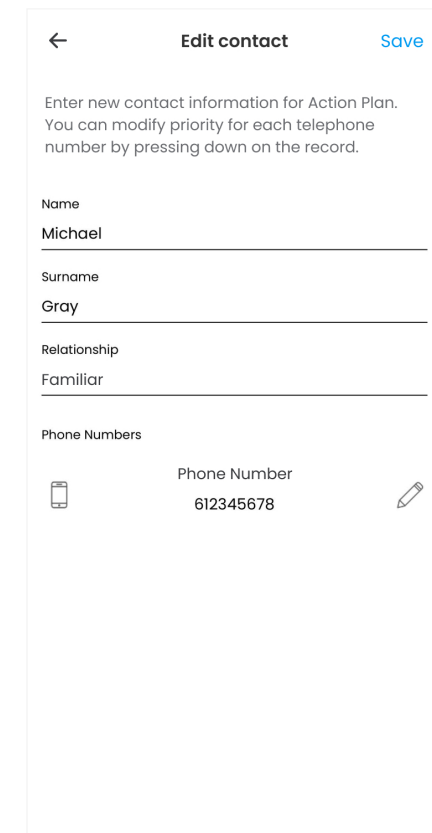 Edit contact
Save
Enter new contact information for Action Plan.
You can modify priority for each telephone
number by pressing down on the record.
Name
Michael
Surname
Gray
Relationship
Familiar
Phone Numbers
Phone Number
612345678